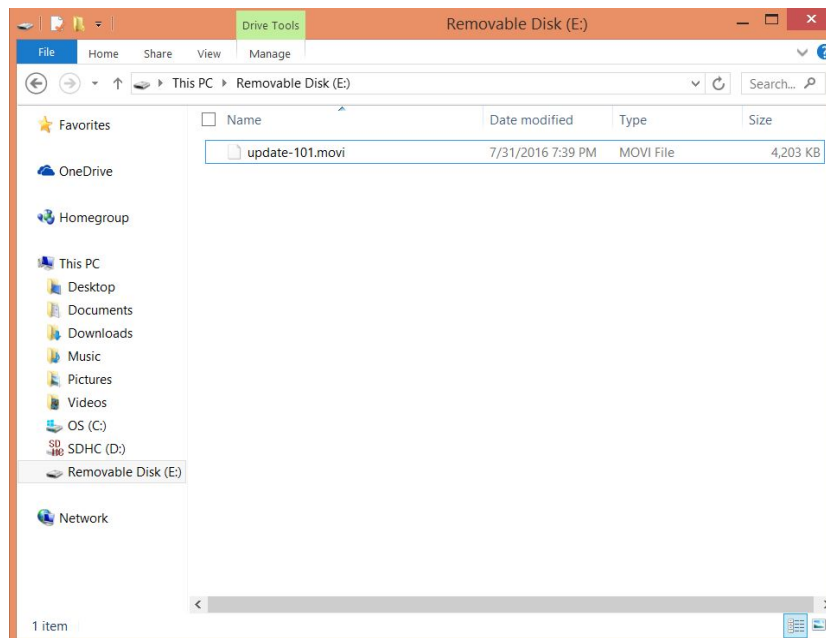 Drive Tools
Removable Disk (E:)
File
Home
Share
View
Manage
This PC
Removable Disk (E:)
Search...
Name
Date modified
Type
Size
update-101.movi
7/31/2016 7:39 PM
MOVI File
4,203 KB
Favorites
OneDrive
Homegroup
This PC
Desktop
Documents
Downloads
Music
Pictures
Videos
OS (C:)
SDHC (D:)
Removable Disk (E:)
Network
1 item